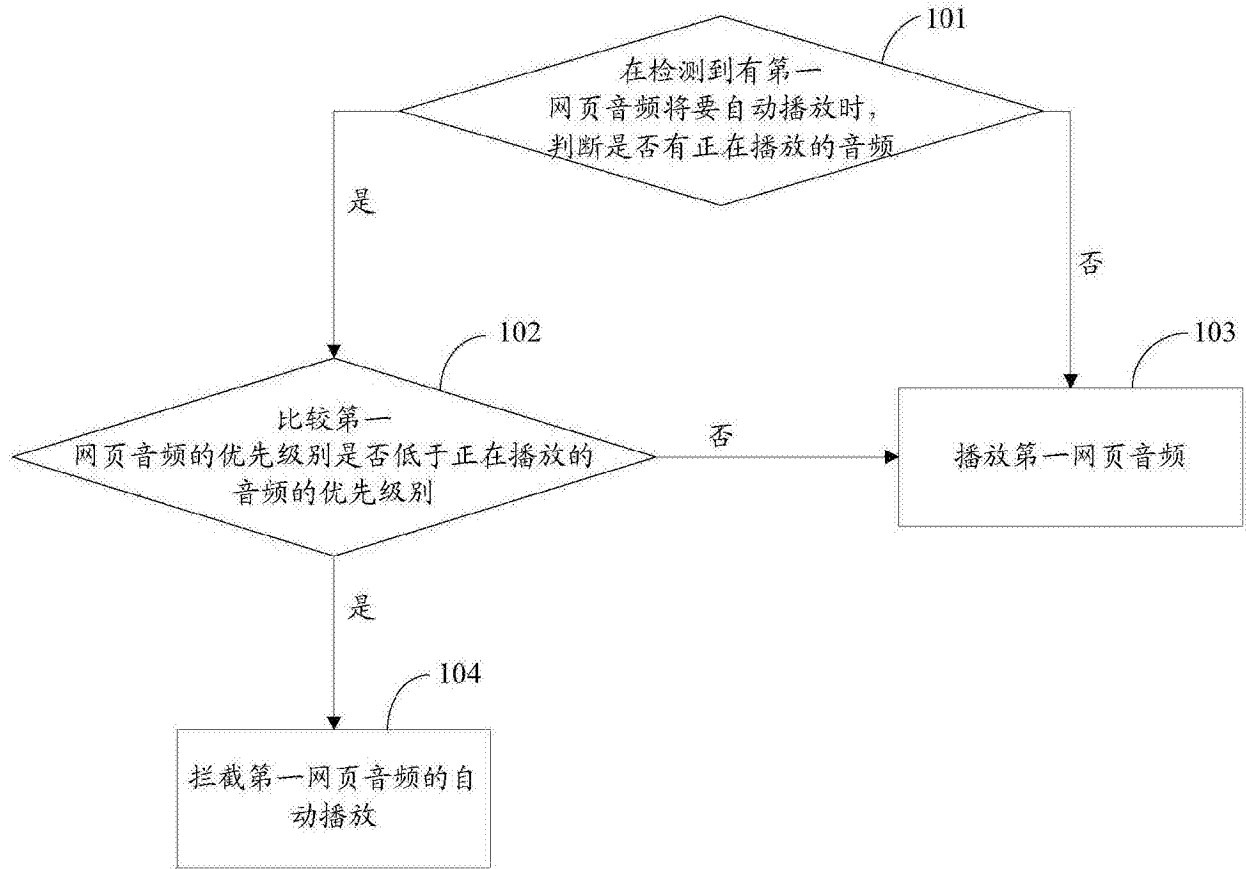 101
在检测到有第一
网页音频将要自动播放时，
判断是否有正在播放的音频
是
否
102
103
比较第一
网页音频的优先级别是否低于正在播放的
音频的优先级别
否
播放第一网页音频
是
104
拦截第一网页音频的自
动播放